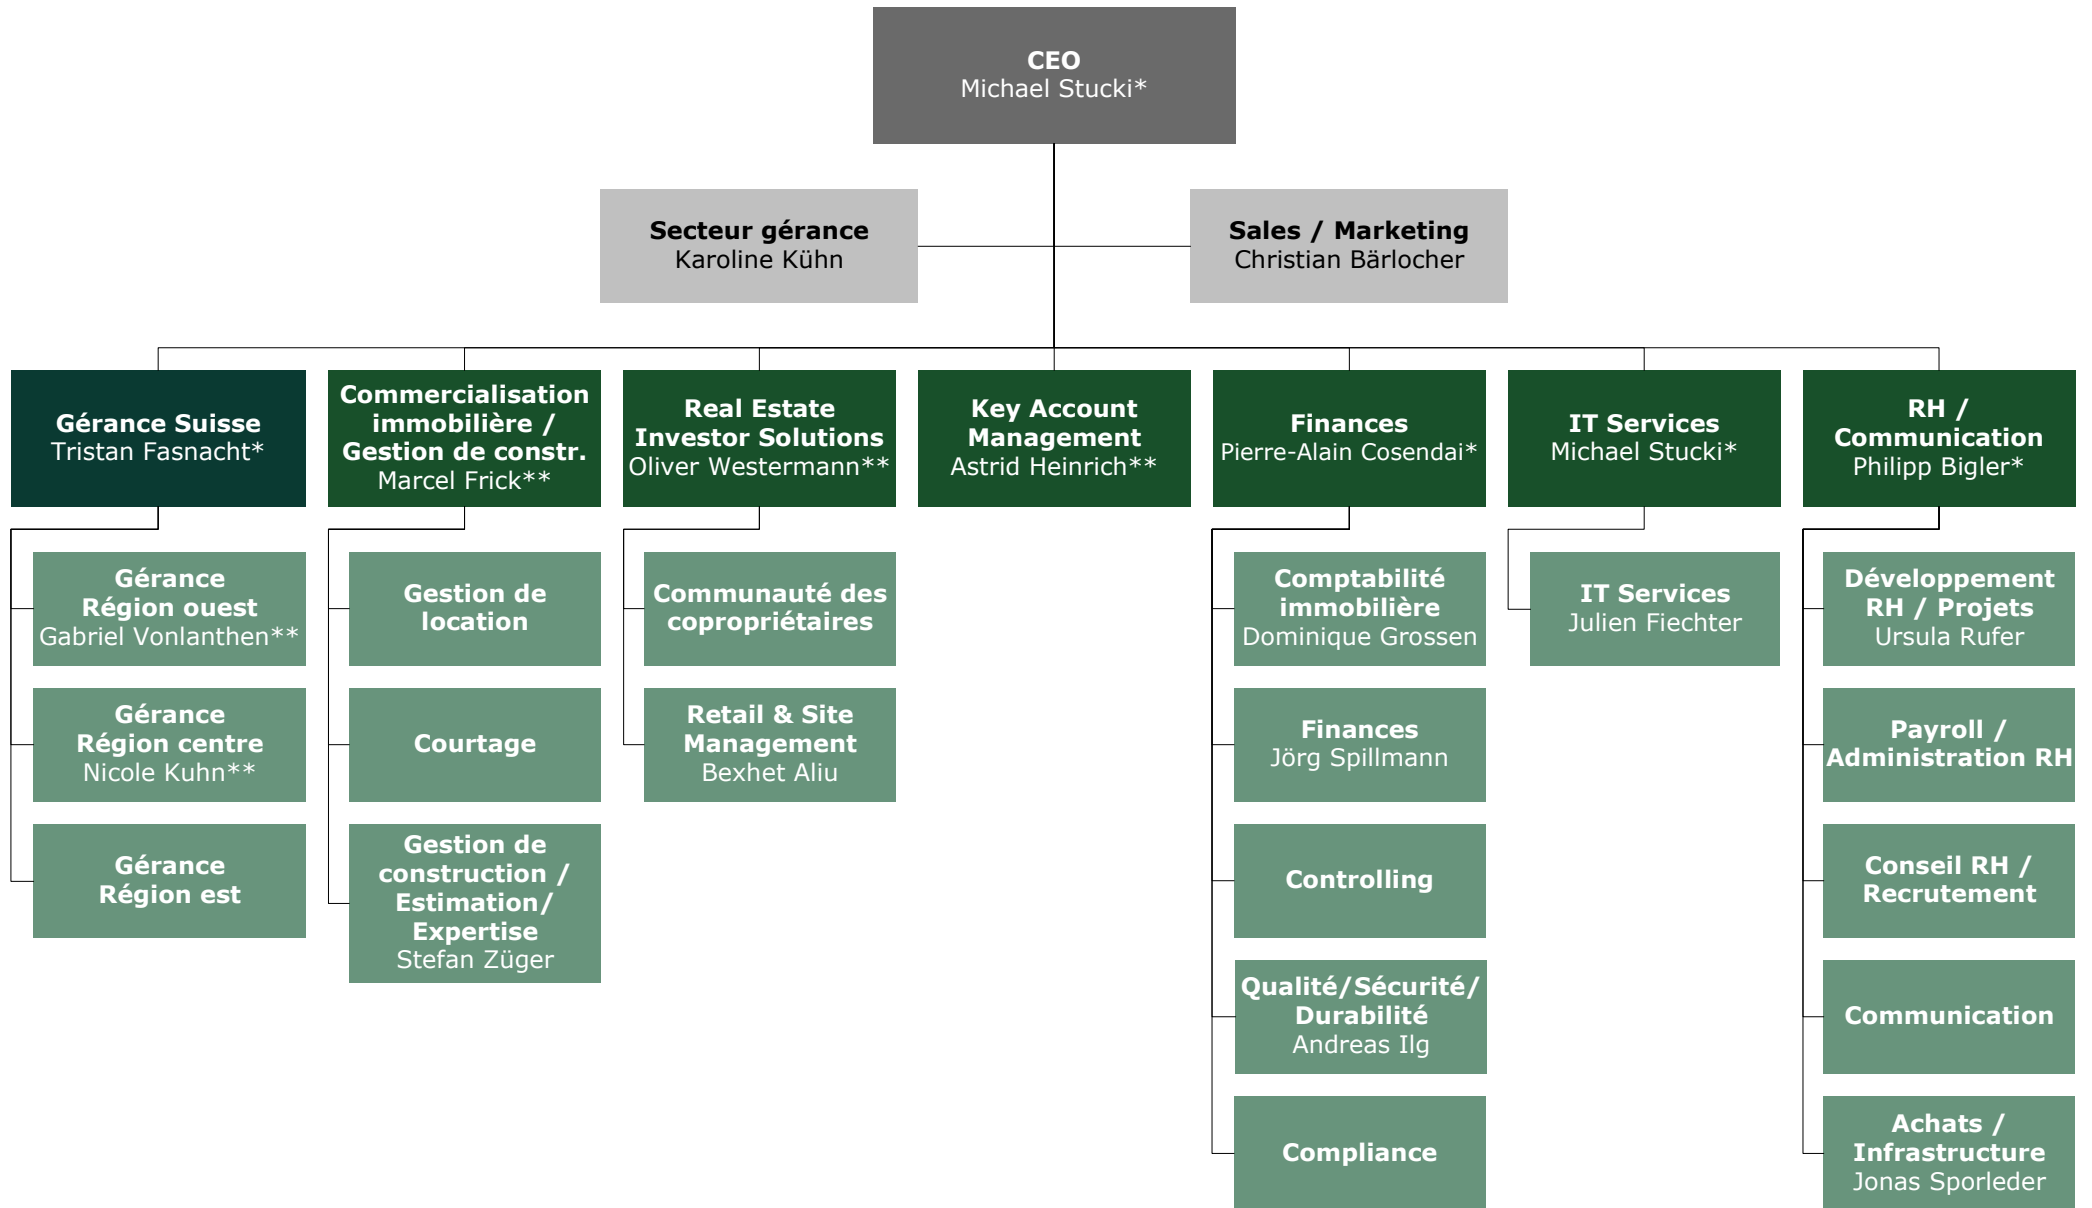 CEO
Michael Stucki*
Secteur gérance
Karoline Kühn
Sales / Marketing
Christian Bärlocher
Gérance Suisse
Tristan Fasnacht*
Commercialisation
immobilière /
Gestion de constr.
Marcel Frick**
Real Estate
Investor Solutions
Oliver Westermann**
Key Account
Management
Astrid Heinrich**
Finances
Pierre-Alain Cosendai*
IT Services
Michael Stucki*
RH /
Communication
Philipp Bigler*
Gérance
Région ouest
Gabriel Vonlanthen**
Gérance
Région centre
Nicole Kuhn**
Gérance
Région est
Gestion de
location
Courtage
Gestion de
construction /
Estimation/
Expertise
Stefan Züger
Communauté des
copropriétaires
Retail & Site
Management
Bexhet Aliu
Comptabilité
immobilière
Dominique Grossen
Finances
Jörg Spillmann
Controlling
Qualité/Sécurité/
Durabilité
Andreas Ilg
Compliance
IT Services
Julien Fiechter
Développement
RH / Projets
Ursula Rufer
Payroll /
Administration RH
Conseil RH /
Recrutement
Communication
Achats /
Infrastructure
Jonas Sporleder